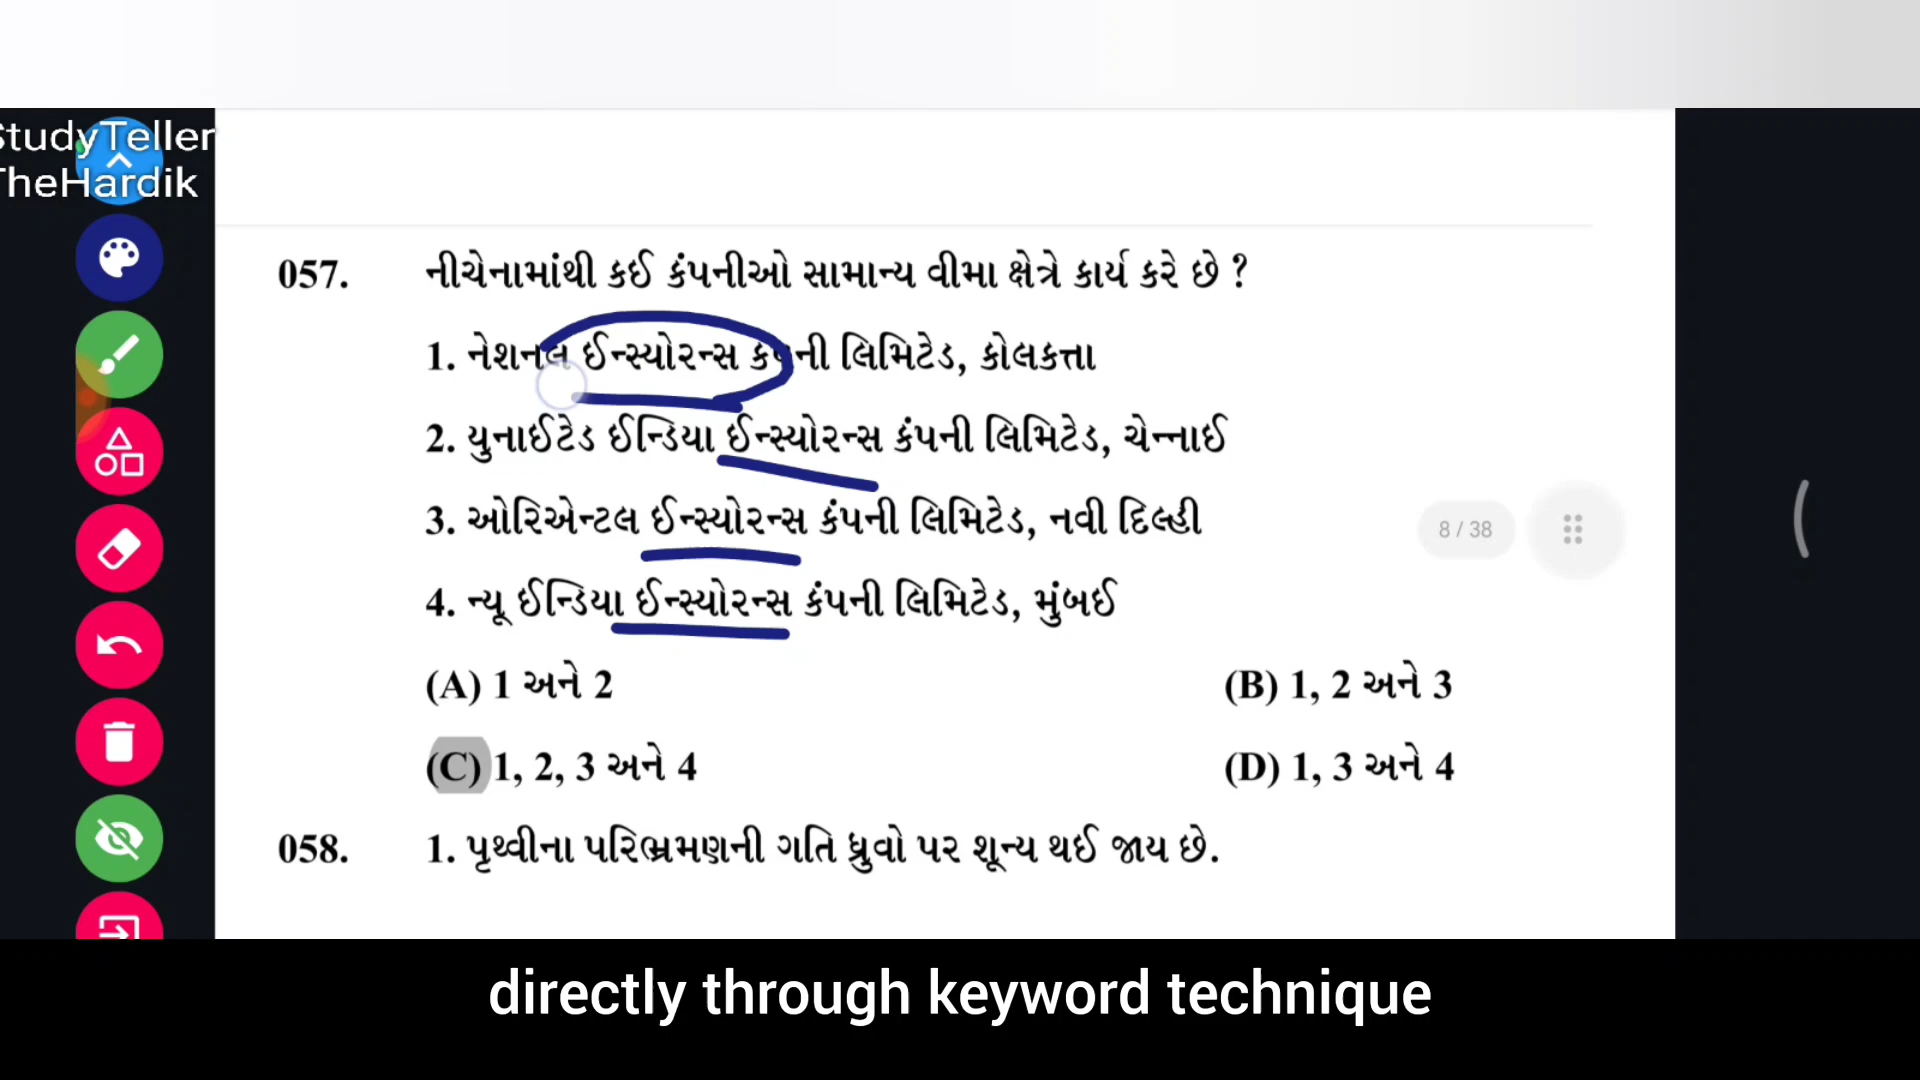 StudyTeller
TheHardik
057. નીચેનામાંથી કઈ કંપનીઓ સામાન્ય વીમા ક્ષેત્રે કાર્ય કરે છે ?
1. નેશનલ ઈન્સ્યોરન્સ કંપની લિમિટેડ, કોલકત્તા
2. યુનાઈટેડ ઈન્ડિયા ઈન્સ્યોરન્સ કંપની લિમિટેડ, ચેન્નાઈ
3. ઓરિએન્ટલ ઈન્સ્યોરન્સ કંપની લિમિટેડ, નવી દિલ્હી
8 / 38
4. ન્યૂ ઈન્ડિયા ઈન્સ્યોરન્સ કંપની લિમિટેડ, મુંબઈ
(A) 1 અને 2 (B) 1, 2 અને 3
(C) 1, 2, 3 અને 4 (D) 1, 3 અને 4
058. 1. પૃથ્વીના પરિભ્રમણની ગતિ ધ્રુવો પર શૂન્ય થઈ જાય છે.
directly through keyword technique